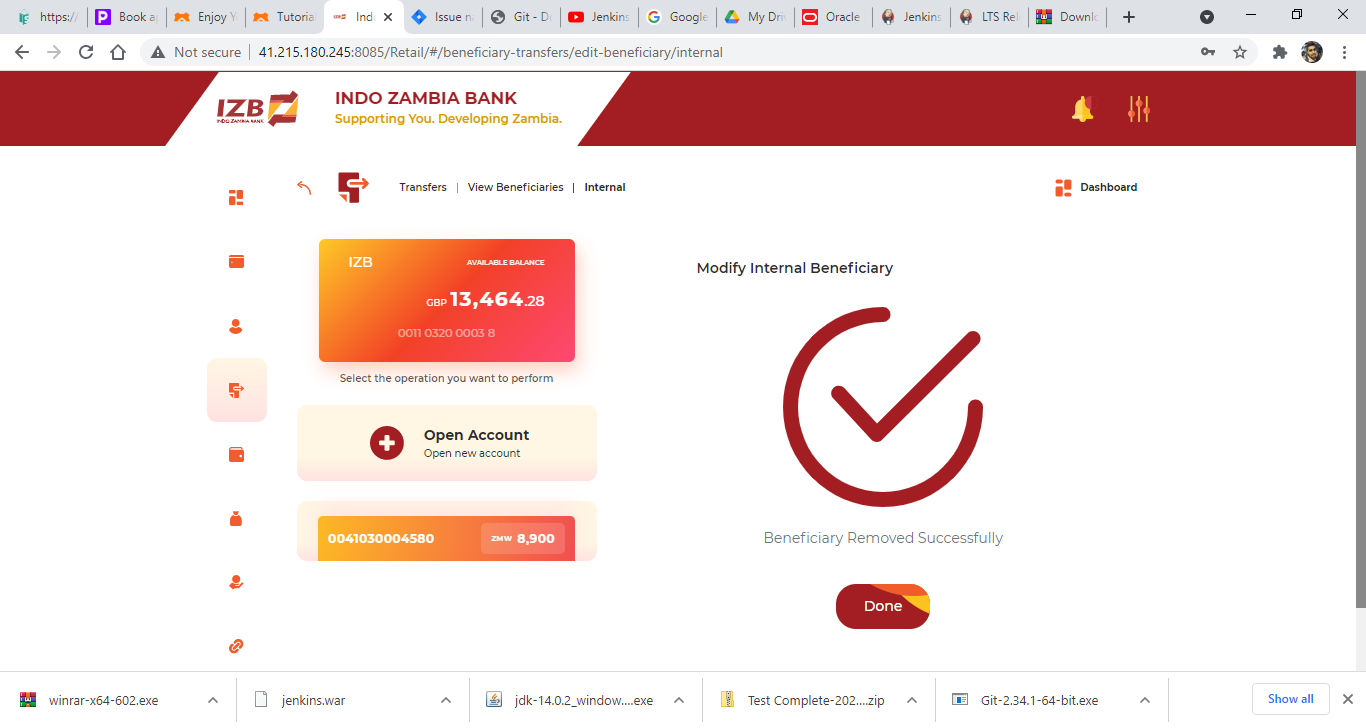 https:/
Book ap
Enjoy Y
Tutoria
Indo
Issue na
Git - Do
Jenkins
Google
My Driv
Oracle
Jenkins
LTS Rel
Downlo
Not secure
41.215.180.245:8085/Retail/#/beneficiary-transfers/edit-beneficiary/internal
IZB
INDO ZAMBIA BANK
INDO ZAMBIA BANK
Supporting You. Developing Zambia.
Transfers | View Beneficiaries | Internal
Dashboard
IZB
AVAILABLE BALANCE
GBP 13,464.28
0011 0320 0003 8
Select the operation you want to perform
Open Account
Open new account
0041030004580
ZMW 8,900
Modify Internal Beneficiary
Beneficiary Removed Successfully
Done
winrar-x64-602.exe
jenkins.war
jdk-14.0.2_window....exe
Test Complete-202....zip
Git-2.34.1-64-bit.exe
Show all